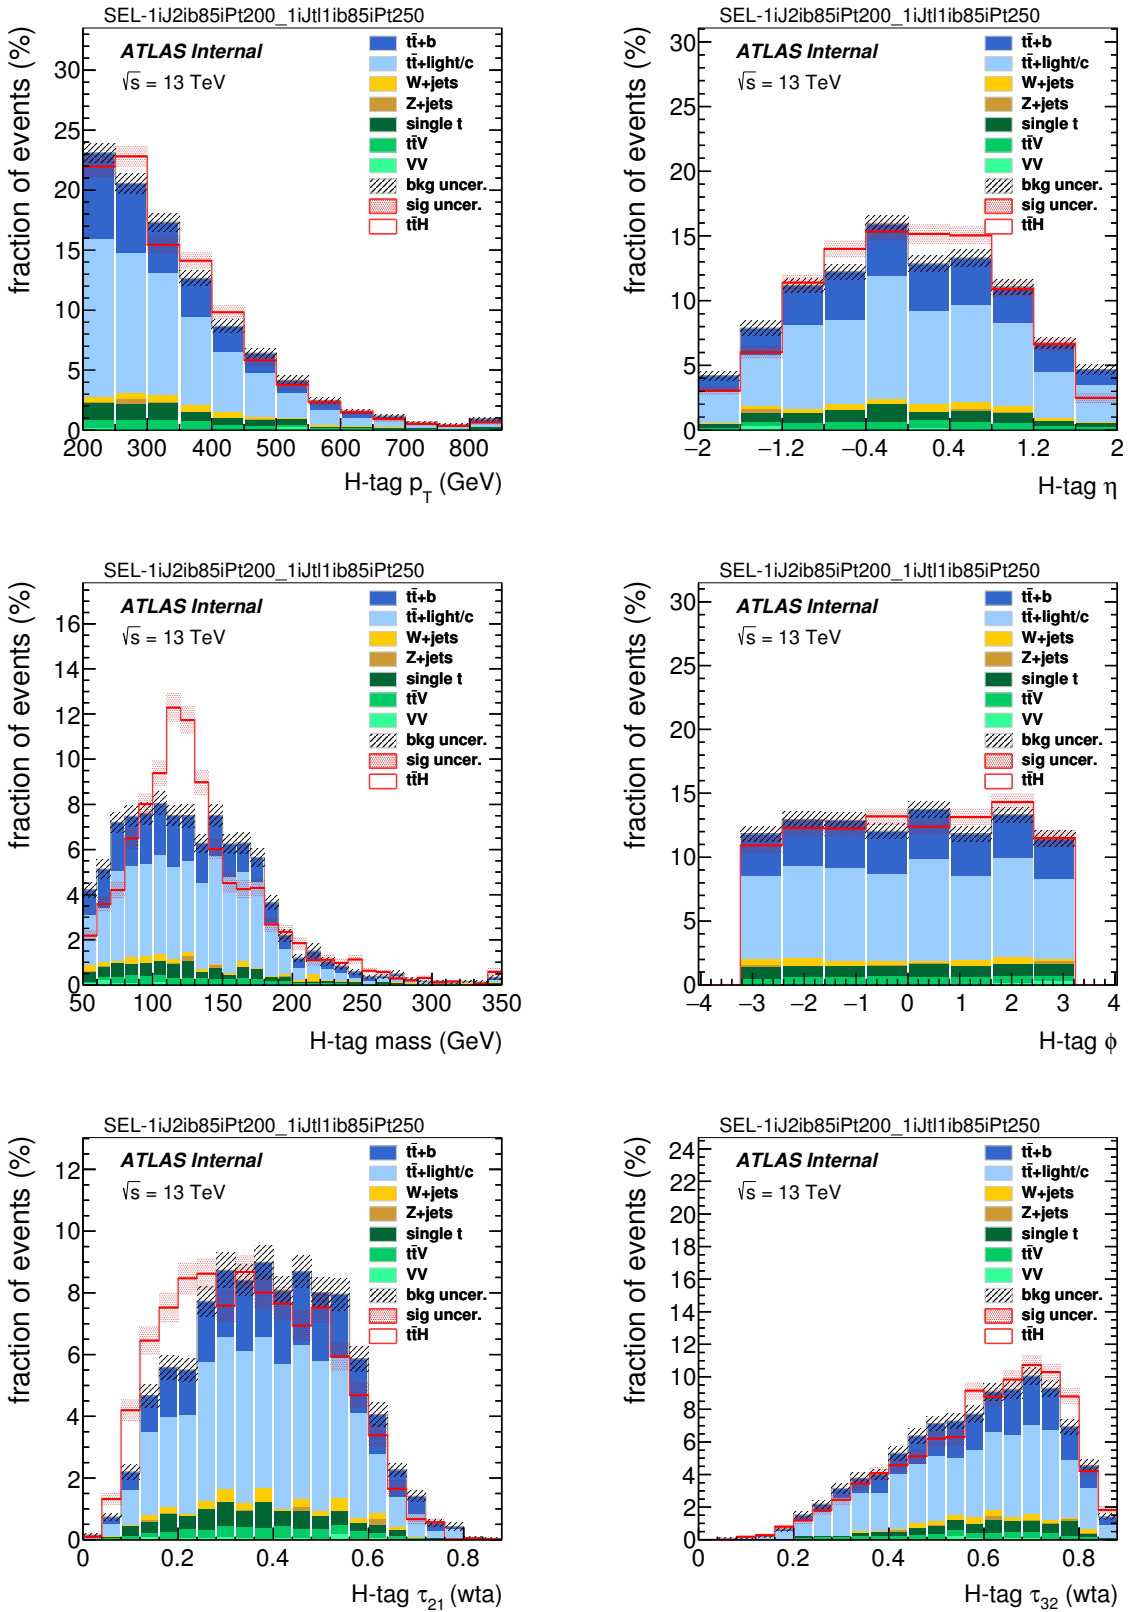 SEL-1iJ2ib85iPt200_1iJtl1ib85iPt250
fraction of events (%)
ATLAS Internal
√s = 13 TeV
tt̄+b
tt̄+light/c
W+jets
Z+jets
single t
tt̄V
VV
bkg uncer.
sig uncer.
tt̄H
30
25
20
15
10
5
0
200 300 400 500 600 700 800
H-tag p_T (GeV)
SEL-1iJ2ib85iPt200_1iJtl1ib85iPt250
fraction of events (%)
ATLAS Internal
√s = 13 TeV
tt̄+b
tt̄+light/c
W+jets
Z+jets
single t
tt̄V
VV
bkg uncer.
sig uncer.
tt̄H
30
25
20
15
10
5
0
−2 −1.2 −0.4 0.4 1.2 2
H-tag η
SEL-1iJ2ib85iPt200_1iJtl1ib85iPt250
fraction of events (%)
ATLAS Internal
√s = 13 TeV
tt̄+b
tt̄+light/c
W+jets
Z+jets
single t
tt̄V
VV
bkg uncer.
sig uncer.
tt̄H
16
14
12
10
8
6
4
2
0
50 100 150 200 250 300 350
H-tag mass (GeV)
SEL-1iJ2ib85iPt200_1iJtl1ib85iPt250
fraction of events (%)
ATLAS Internal
√s = 13 TeV
tt̄+b
tt̄+light/c
W+jets
Z+jets
single t
tt̄V
VV
bkg uncer.
sig uncer.
tt̄H
30
25
20
15
10
5
0
−4 −3 −2 −1 0 1 2 3 4
H-tag ϕ
SEL-1iJ2ib85iPt200_1iJtl1ib85iPt250
fraction of events (%)
ATLAS Internal
√s = 13 TeV
tt̄+b
tt̄+light/c
W+jets
Z+jets
single t
tt̄V
VV
bkg uncer.
sig uncer.
tt̄H
12
10
8
6
4
2
0
0 0.2 0.4 0.6 0.8
H-tag τ_21 (wta)
SEL-1iJ2ib85iPt200_1iJtl1ib85iPt250
fraction of events (%)
ATLAS Internal
√s = 13 TeV
tt̄+b
tt̄+light/c
W+jets
Z+jets
single t
tt̄V
VV
bkg uncer.
sig uncer.
tt̄H
24
22
20
18
16
14
12
10
8
6
4
2
0
0 0.2 0.4 0.6 0.8
H-tag τ_32 (wta)